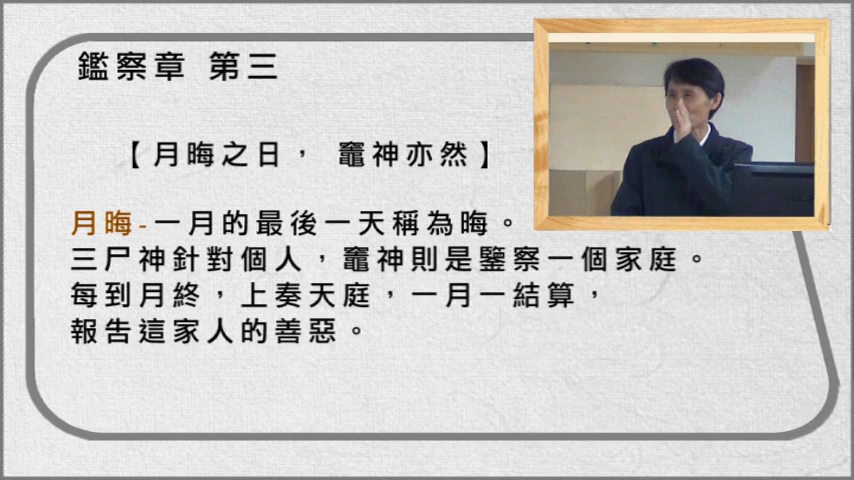 鑑察章 第三
【月晦之日， 竈神亦然】
月晦-一月的最後一天稱為晦。
三尸神針對個人，竈神則是鑒察一個家庭。
每到月終，上奏天庭，一月一結算，
報告這家人的善惡。